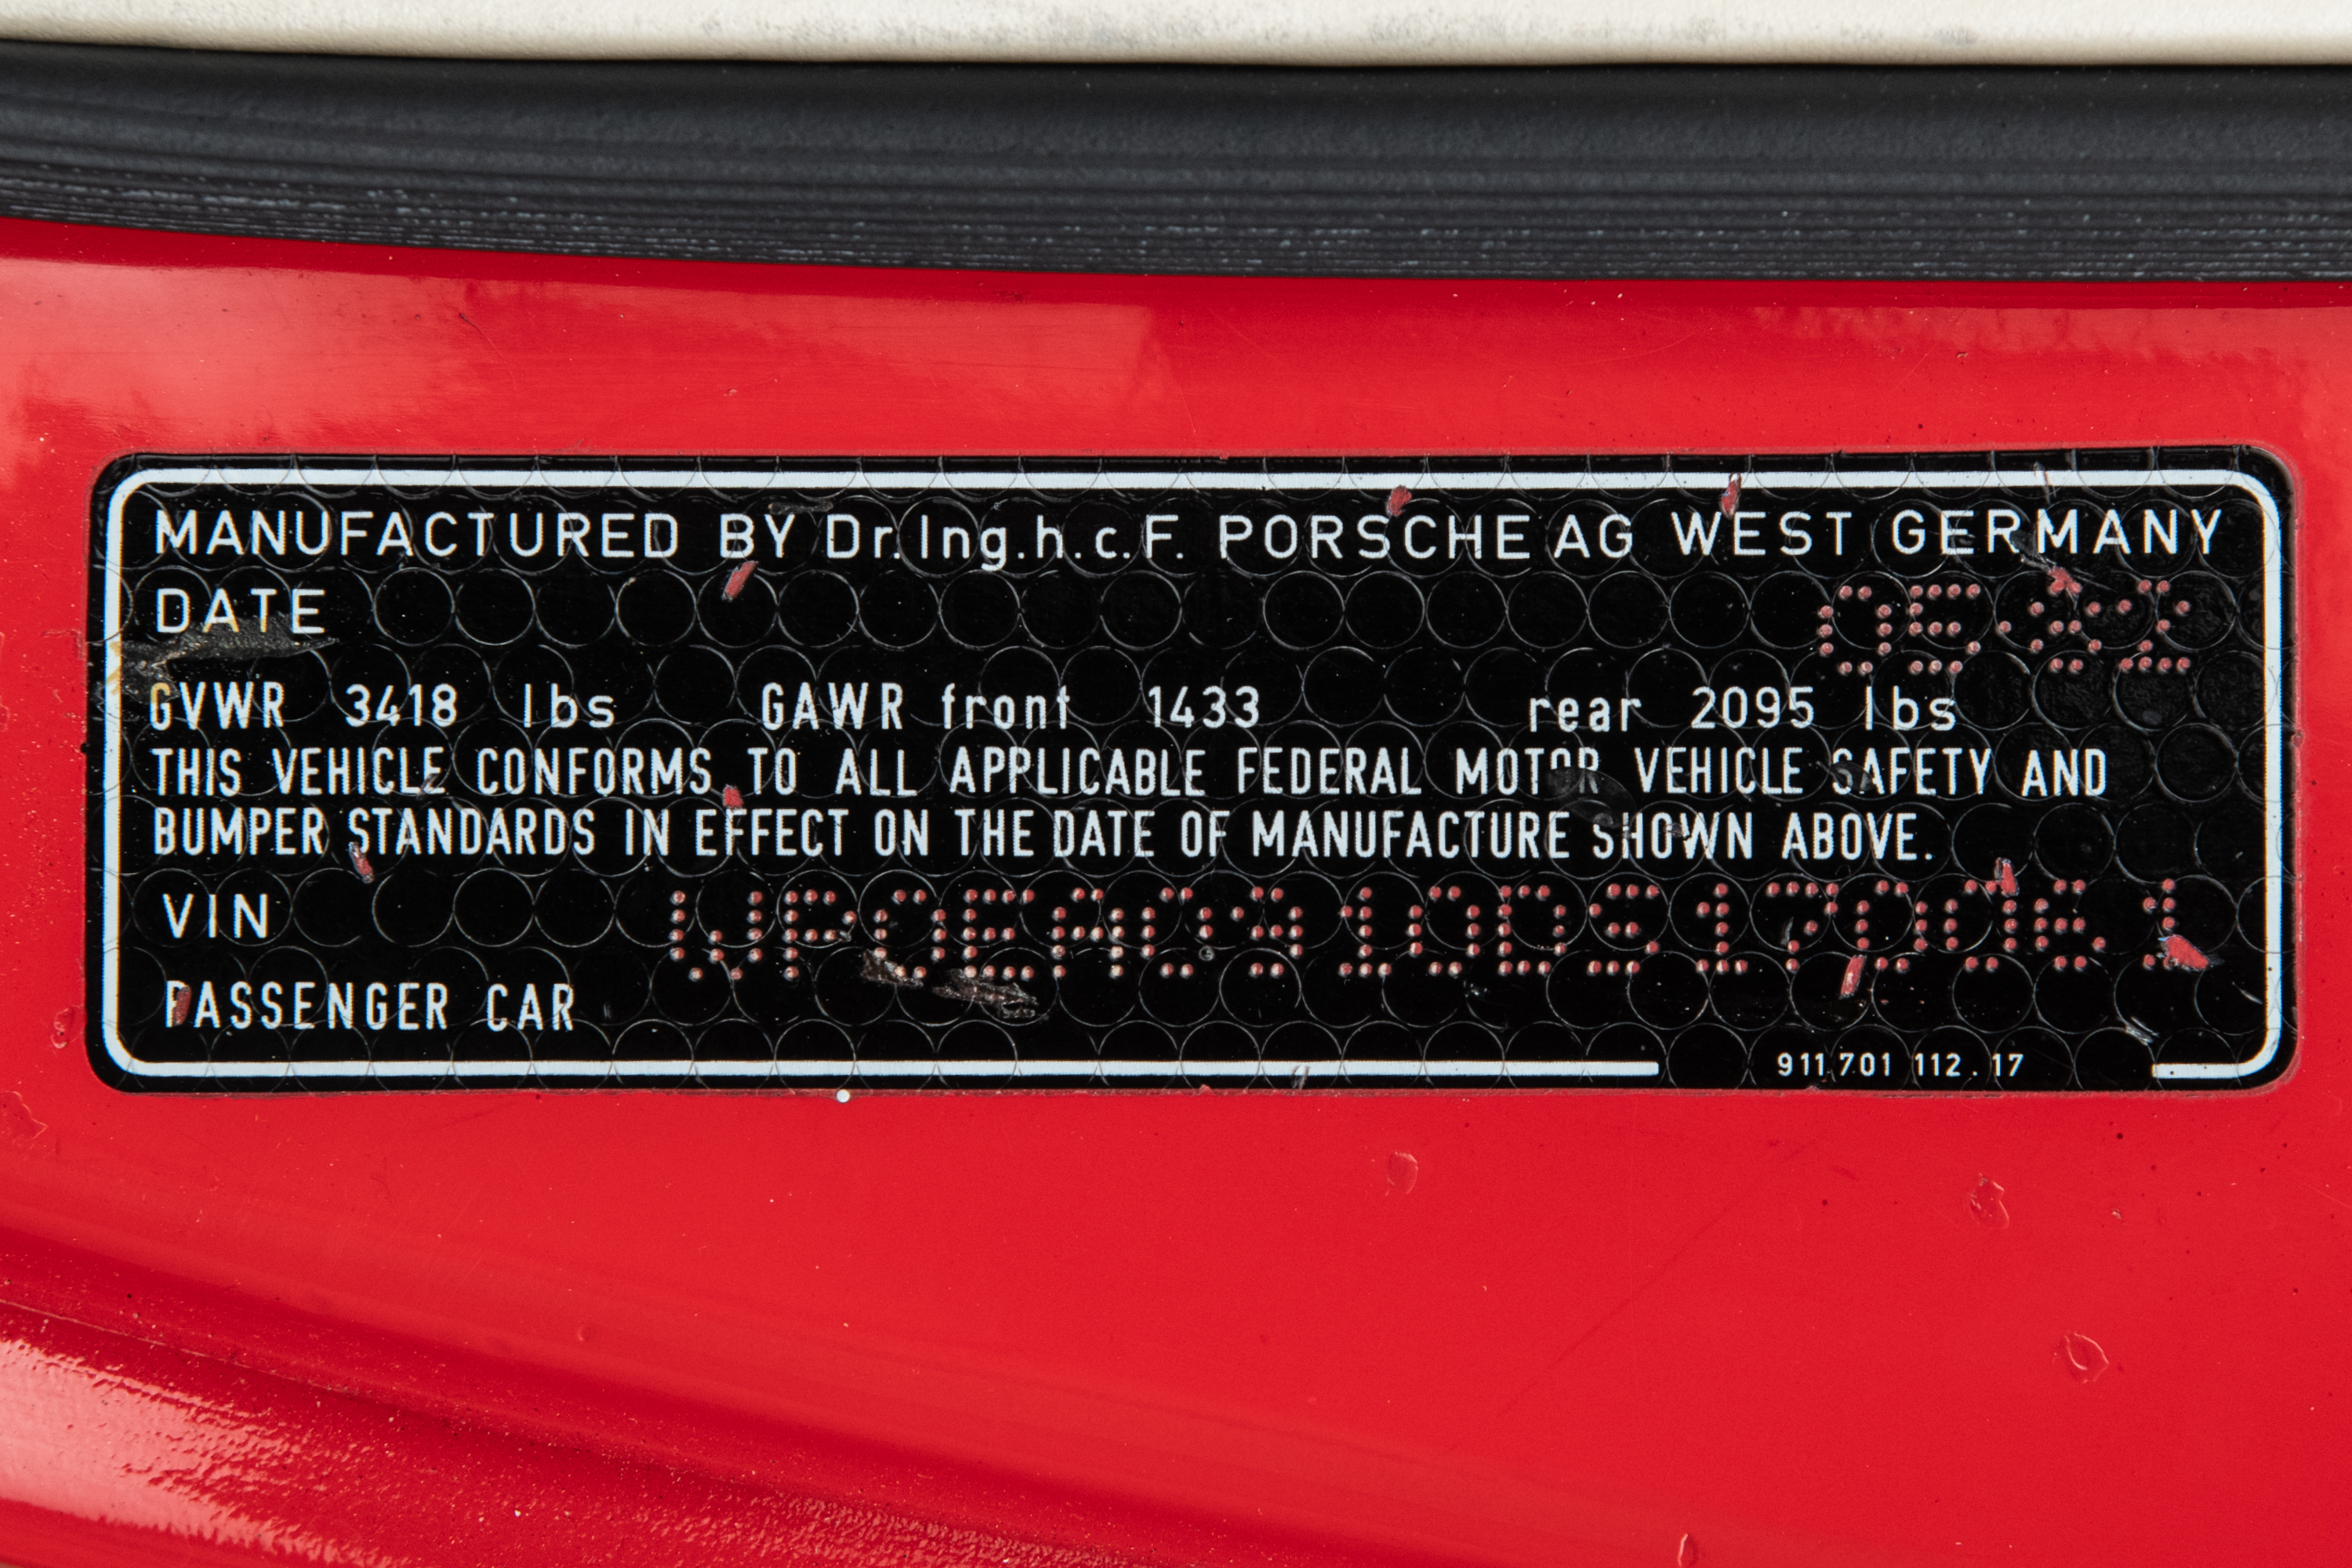 MANUFACTURED BY Dr.Ing.h.c.F. PORSCHE AG WEST GERMANY
DATE 05 82
GVWR 3418 lbs GAWR front 1433 rear 2095 lbs
THIS VEHICLE CONFORMS TO ALL APPLICABLE FEDERAL MOTOR VEHICLE SAFETY AND
BUMPER STANDARDS IN EFFECT ON THE DATE OF MANUFACTURE SHOWN ABOVE.
VIN WP0EA0910DS170061
PASSENGER CAR
911.701 112.17